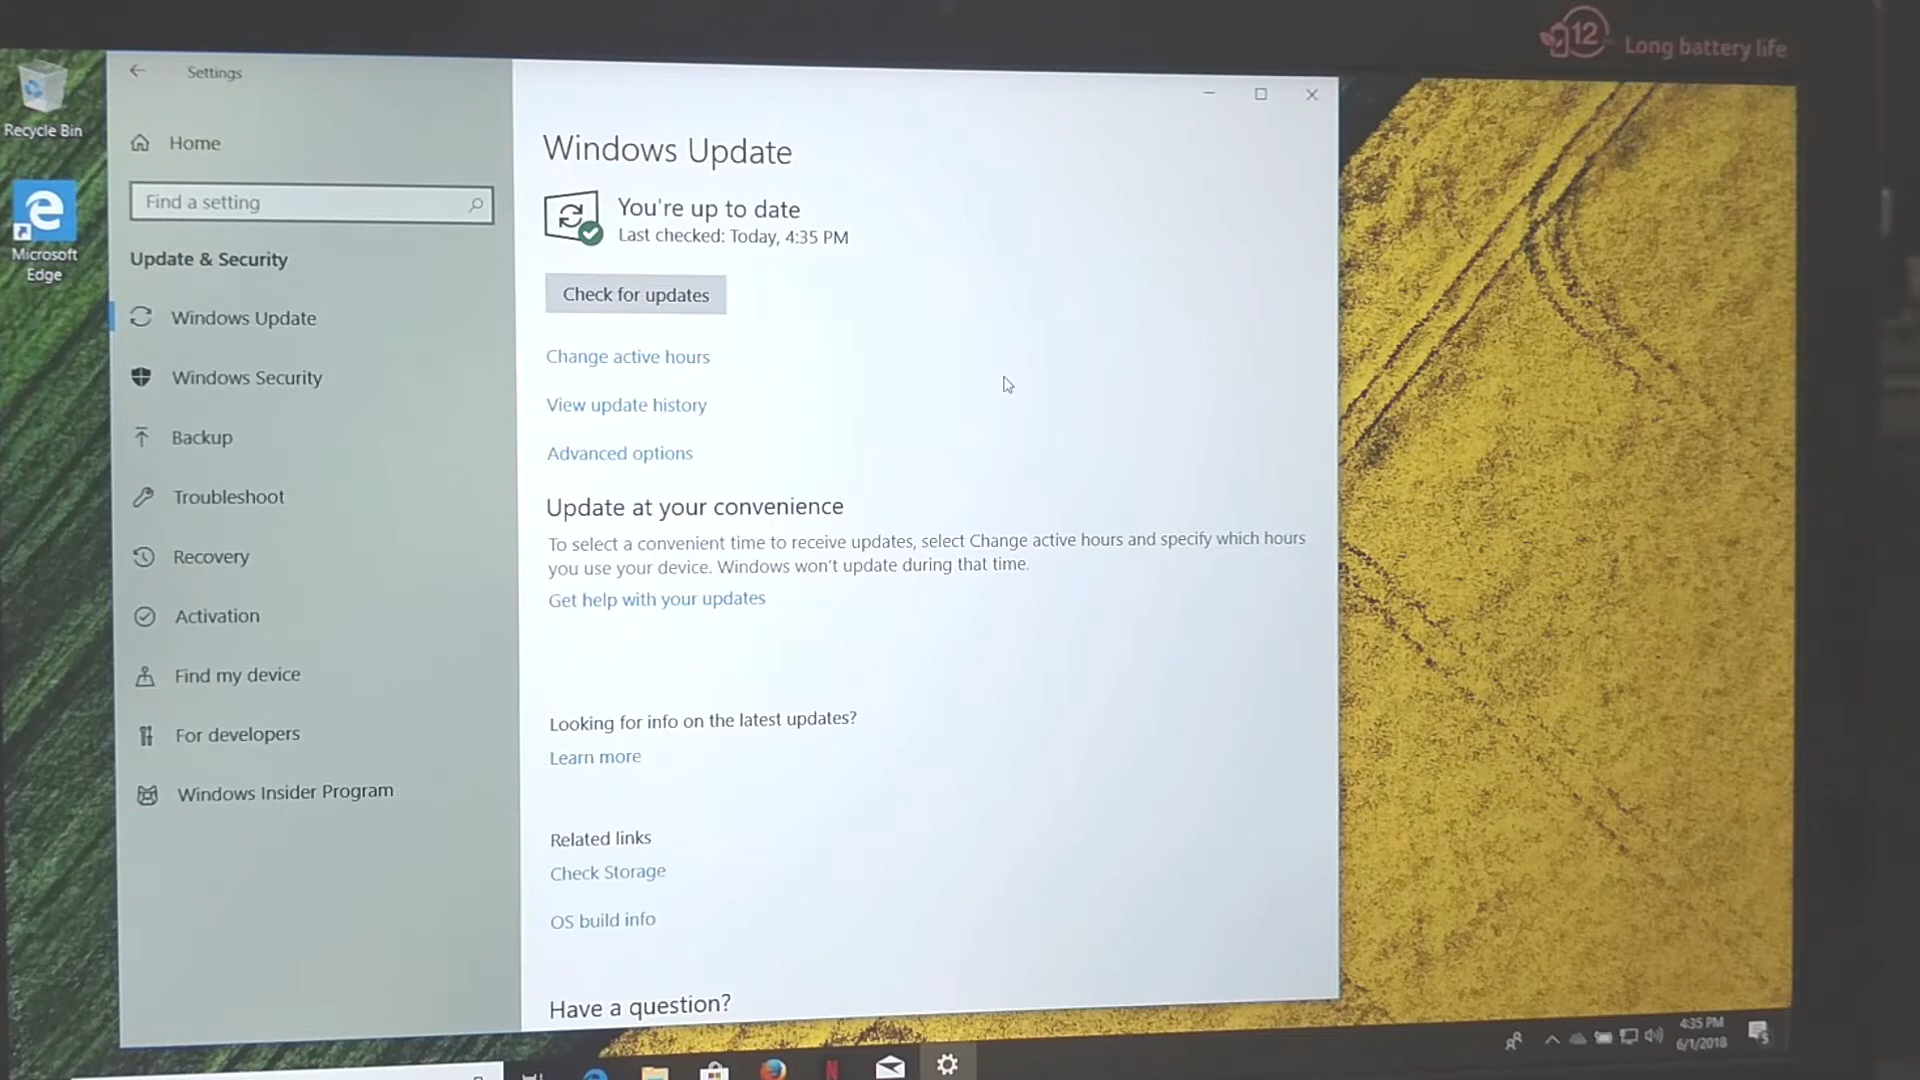 12 Long battery life
Recycle Bin
Microsoft
Edge
Settings
Home
Find a setting
Update & Security
Windows Update
Windows Security
Backup
Troubleshoot
Recovery
Activation
Find my device
For developers
Windows Insider Program
Windows Update
You're up to date
Last checked: Today, 4:35 PM
Check for updates
Change active hours
View update history
Advanced options
Update at your convenience
To select a convenient time to receive updates, select Change active hours and specify which hours
you use your device. Windows won't update during that time.
Get help with your updates
Looking for info on the latest updates?
Learn more
Related links
Check Storage
OS build info
Have a question?
4:35 PM
6/1/2018